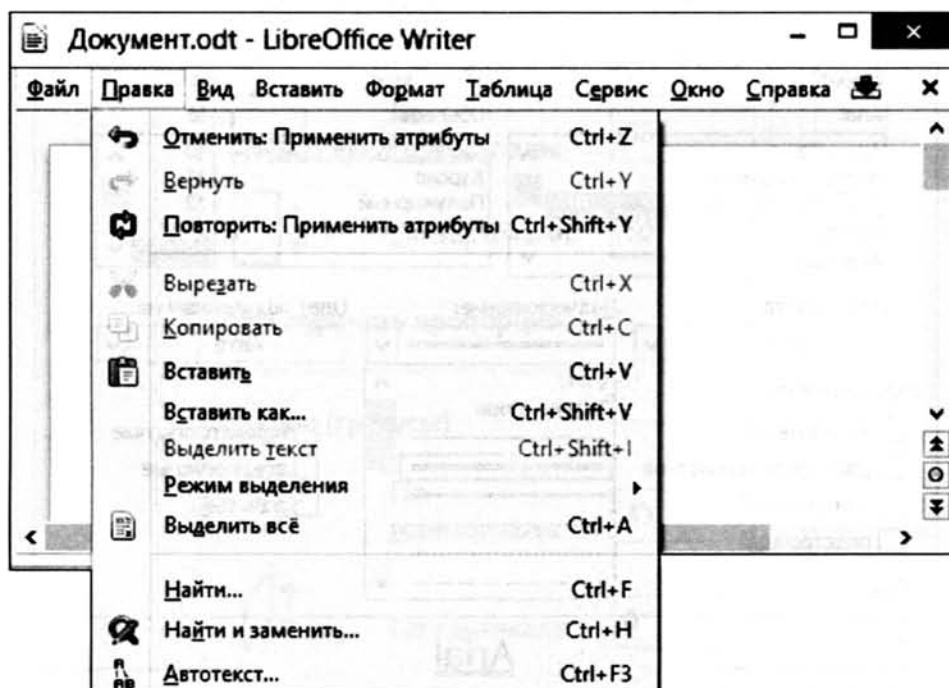 Документ.odt - LibreOffice Writer
Файл Правка Вид Вставить Формат Таблица Сервис Окно Справка
Отменить: Применить атрибуты Ctrl+Z
Вернуть Ctrl+Y
Повторить: Применить атрибуты Ctrl+Shift+Y
Вырезать Ctrl+X
Копировать Ctrl+C
Вставить Ctrl+V
Вставить как... Ctrl+Shift+V
Выделить текст Ctrl+Shift+I
Режим выделения
Выделить всё Ctrl+A
Найти... Ctrl+F
Найти и заменить... Ctrl+H
Автотекст... Ctrl+F3